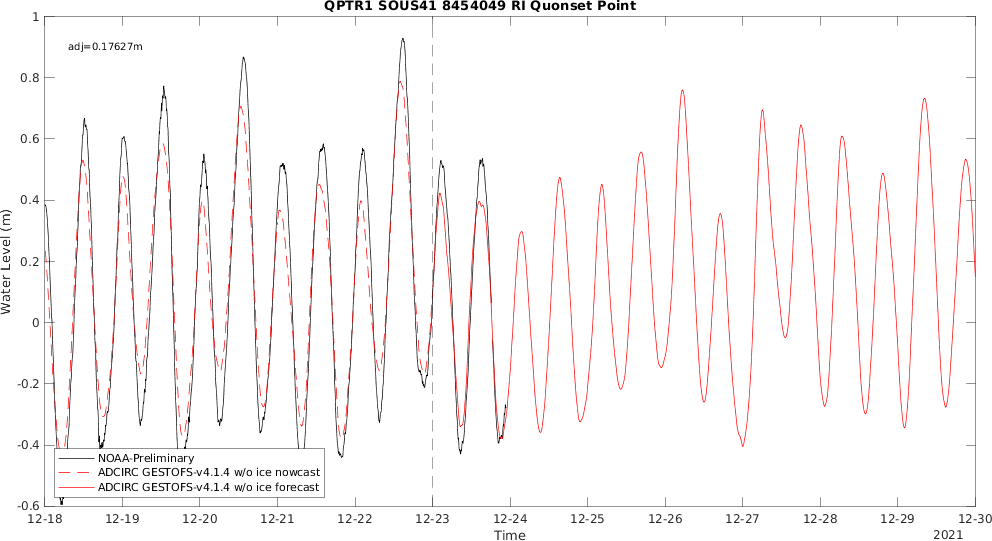 QPTR1 SOUS41 8454049 RI Quonset Point
adj=0.17627m
Water Level (m)
1
0.8
0.6
0.4
0.2
0
-0.2
-0.4
-0.6
NOAA-Preliminary
ADCIRC GESTOFS-v4.1.4 w/o ice nowcast
ADCIRC GESTOFS-v4.1.4 w/o ice forecast
12-18 12-19 12-20 12-21 12-22 12-23 12-24 12-25 12-26 12-27 12-28 12-29 12-30
Time
2021